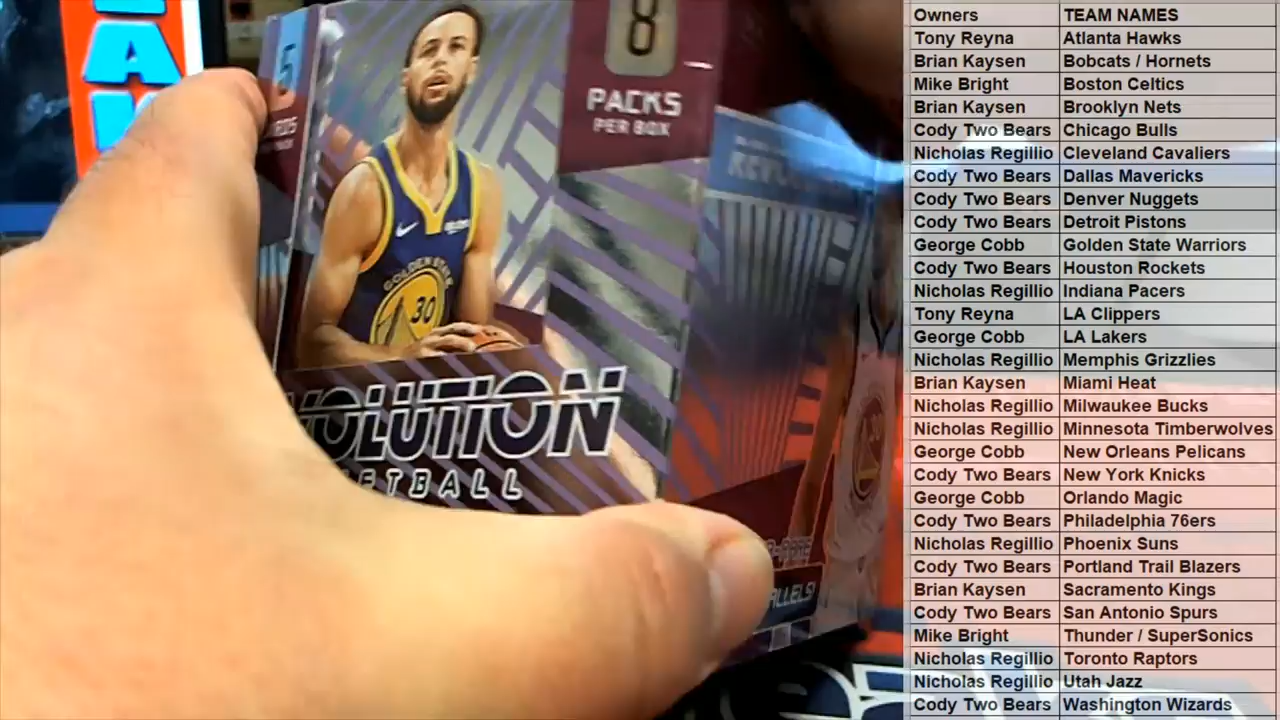 5
8
PACKS
PER BOX
GOLDEN STATE
30
VOLUTION
ETBALL
ALLELS!
Owners TEAM NAMES
Tony Reyna Atlanta Hawks
Brian Kaysen Bobcats / Hornets
Mike Bright Boston Celtics
Brian Kaysen Brooklyn Nets
Cody Two Bears Chicago Bulls
Nicholas Regillio Cleveland Cavaliers
Cody Two Bears Dallas Mavericks
Cody Two Bears Denver Nuggets
Cody Two Bears Detroit Pistons
George Cobb Golden State Warriors
Cody Two Bears Houston Rockets
Nicholas Regillio Indiana Pacers
Tony Reyna LA Clippers
George Cobb LA Lakers
Nicholas Regillio Memphis Grizzlies
Brian Kaysen Miami Heat
Nicholas Regillio Milwaukee Bucks
Nicholas Regillio Minnesota Timberwolves
George Cobb New Orleans Pelicans
Cody Two Bears New York Knicks
George Cobb Orlando Magic
Cody Two Bears Philadelphia 76ers
Nicholas Regillio Phoenix Suns
Cody Two Bears Portland Trail Blazers
Brian Kaysen Sacramento Kings
Cody Two Bears San Antonio Spurs
Mike Bright Thunder / SuperSonics
Nicholas Regillio Toronto Raptors
Nicholas Regillio Utah Jazz
Cody Two Bears Washington Wizards